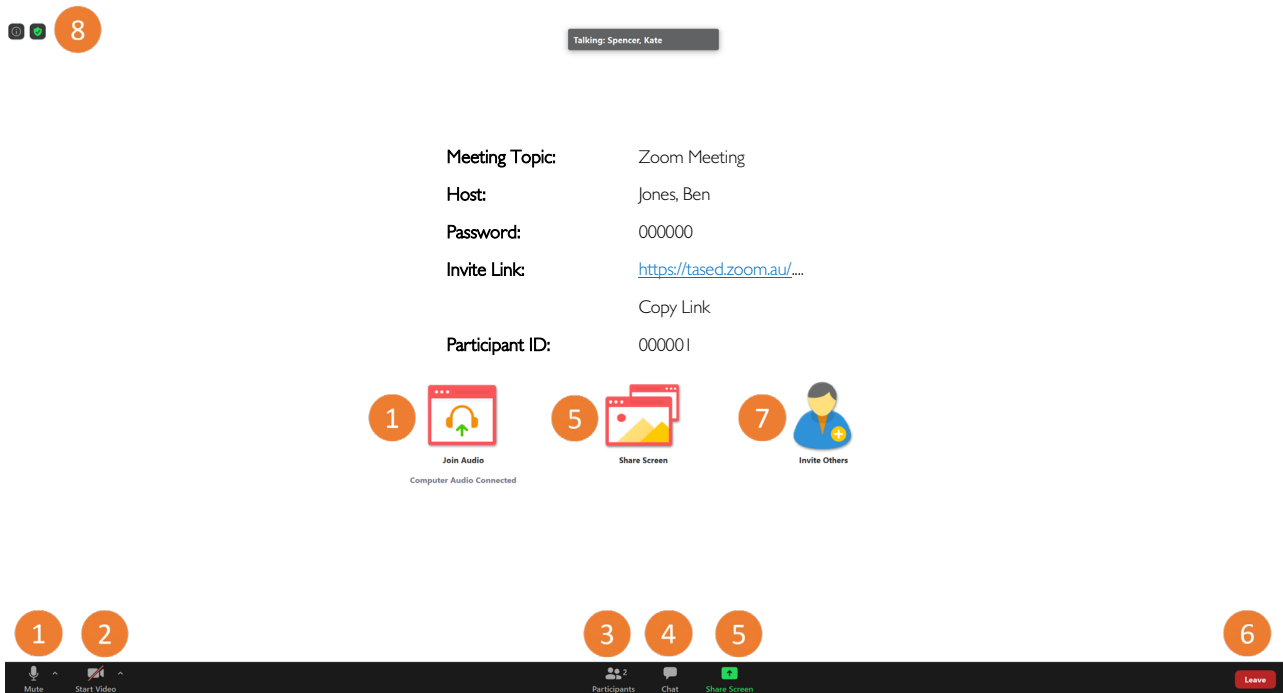 8
Talking: Spencer, Kate
Meeting Topic: Zoom Meeting
Host: Jones, Ben
Password: 000000
Invite Link: https://tased.zoom.au/....
Copy Link
Participant ID: 000001
1 5 7
Join Audio Share Screen Invite Others
Computer Audio Connected
1 2 3 4 5 6
2
Mute Start Video Participants Chat Share Screen Leave